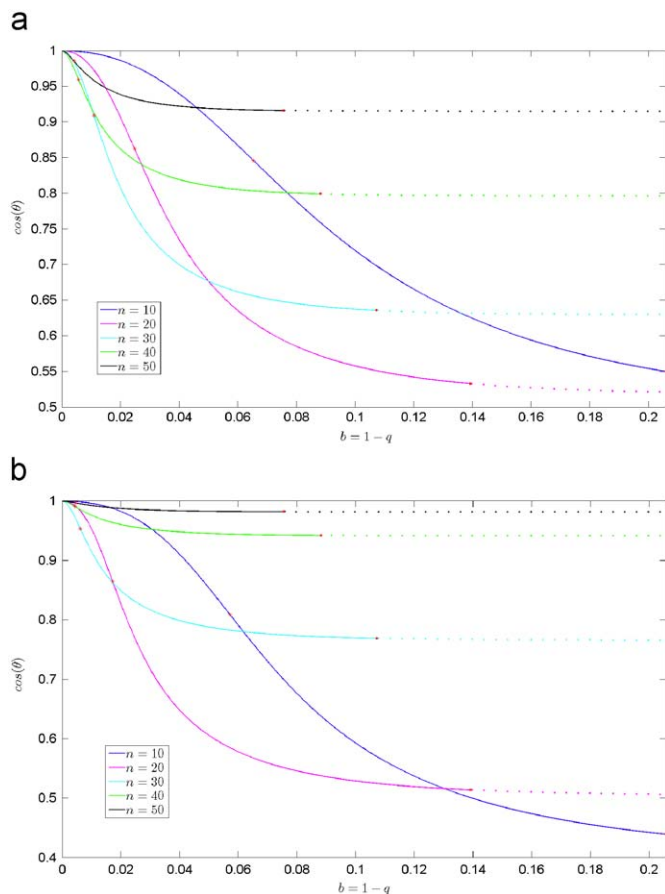 a
1
0.95
0.9
0.85
0.8
0.75
0.7
0.65
0.6
0.55
0.5
cos(θ)
n = 10
n = 20
n = 30
n = 40
n = 50
0 0.02 0.04 0.06 0.08 0.1 0.12 0.14 0.16 0.18 0.2
b = 1 − q
b
1
0.9
0.8
0.7
0.6
0.5
0.4
cos(θ)
n = 10
n = 20
n = 30
n = 40
n = 50
0 0.02 0.04 0.06 0.08 0.1 0.12 0.14 0.16 0.18 0.2
b = 1 − q